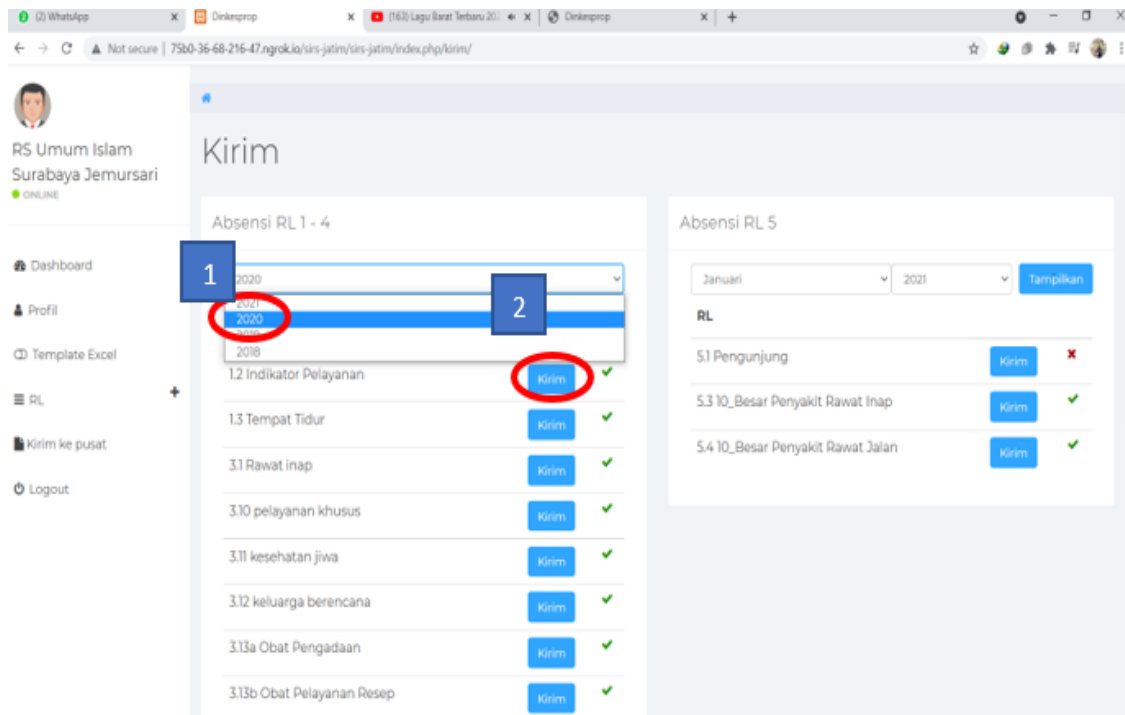 (2) WhatsApp
Dinkesprop
(163) Lagu Barat Terbaru 202
Dinkesprop
Not secure | 75b0-36-68-216-47.ngrok.io/sirs-jatim/sirs-jatim/index.php/kirim/
RS Umum Islam
Surabaya Jemursari
ONLINE
Dashboard
Profil
Template Excel
RL
Kirim ke pusat
Logout
Kirim
Absensi RL 1 - 4
1
2020
2021
2020
2019
2018
2
1.2 Indikator Pelayanan Kirim
1.3 Tempat Tidur Kirim
3.1 Rawat inap Kirim
3.10 pelayanan khusus Kirim
3.11 kesehatan jiwa Kirim
3.12 keluarga berencana Kirim
3.13a Obat Pengadaan Kirim
3.13b Obat Pelayanan Resep Kirim
Absensi RL 5
Januari 2021 Tampilkan
RL
5.1 Pengunjung Kirim
5.3 10_Besar Penyakit Rawat Inap Kirim
5.4 10_Besar Penyakit Rawat Jalan Kirim